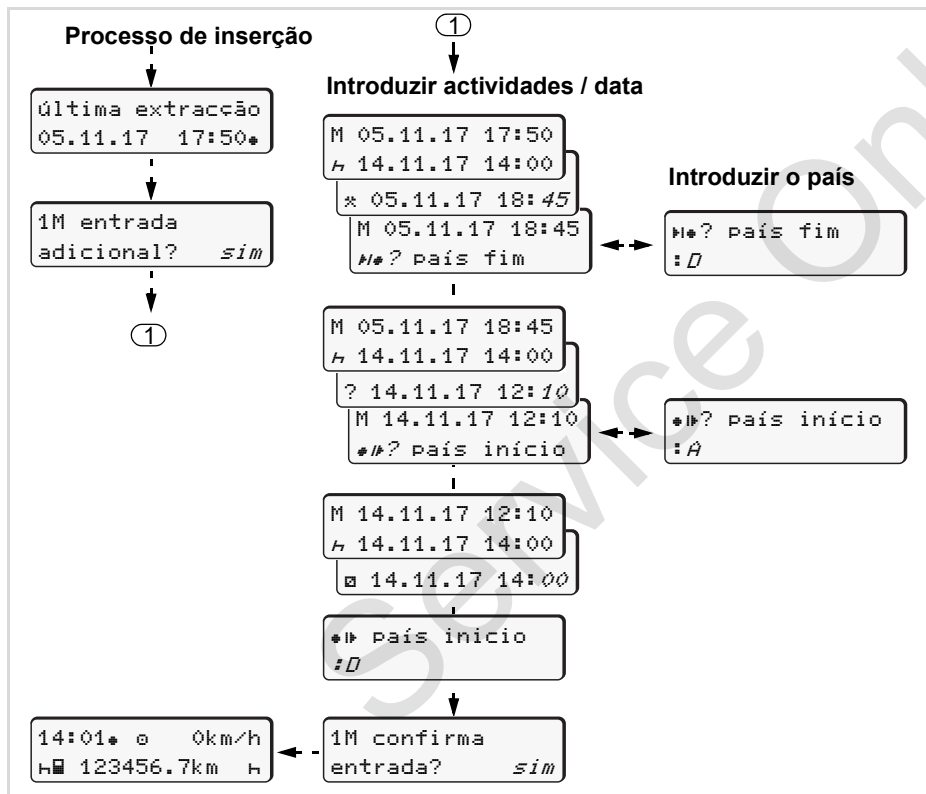 Processo de inserção
última extracção
05.11.17 17:50
1M entrada
adicional? sim
1
1
Introduzir actividades / data
M 05.11.17 17:50
14.11.17 14:00
05.11.17 18:45
M 05.11.17 18:45
? país fim
Introduzir o país
? país fim
:D
M 05.11.17 18:45
14.11.17 14:00
? 14.11.17 12:10
M 14.11.17 12:10
? país início
? país início
:A
M 14.11.17 12:10
14.11.17 14:00
14.11.17 14:00
país inicio
:D
1M confirma
entrada? sim
14:01 0km/h
123456.7km
Service Onl